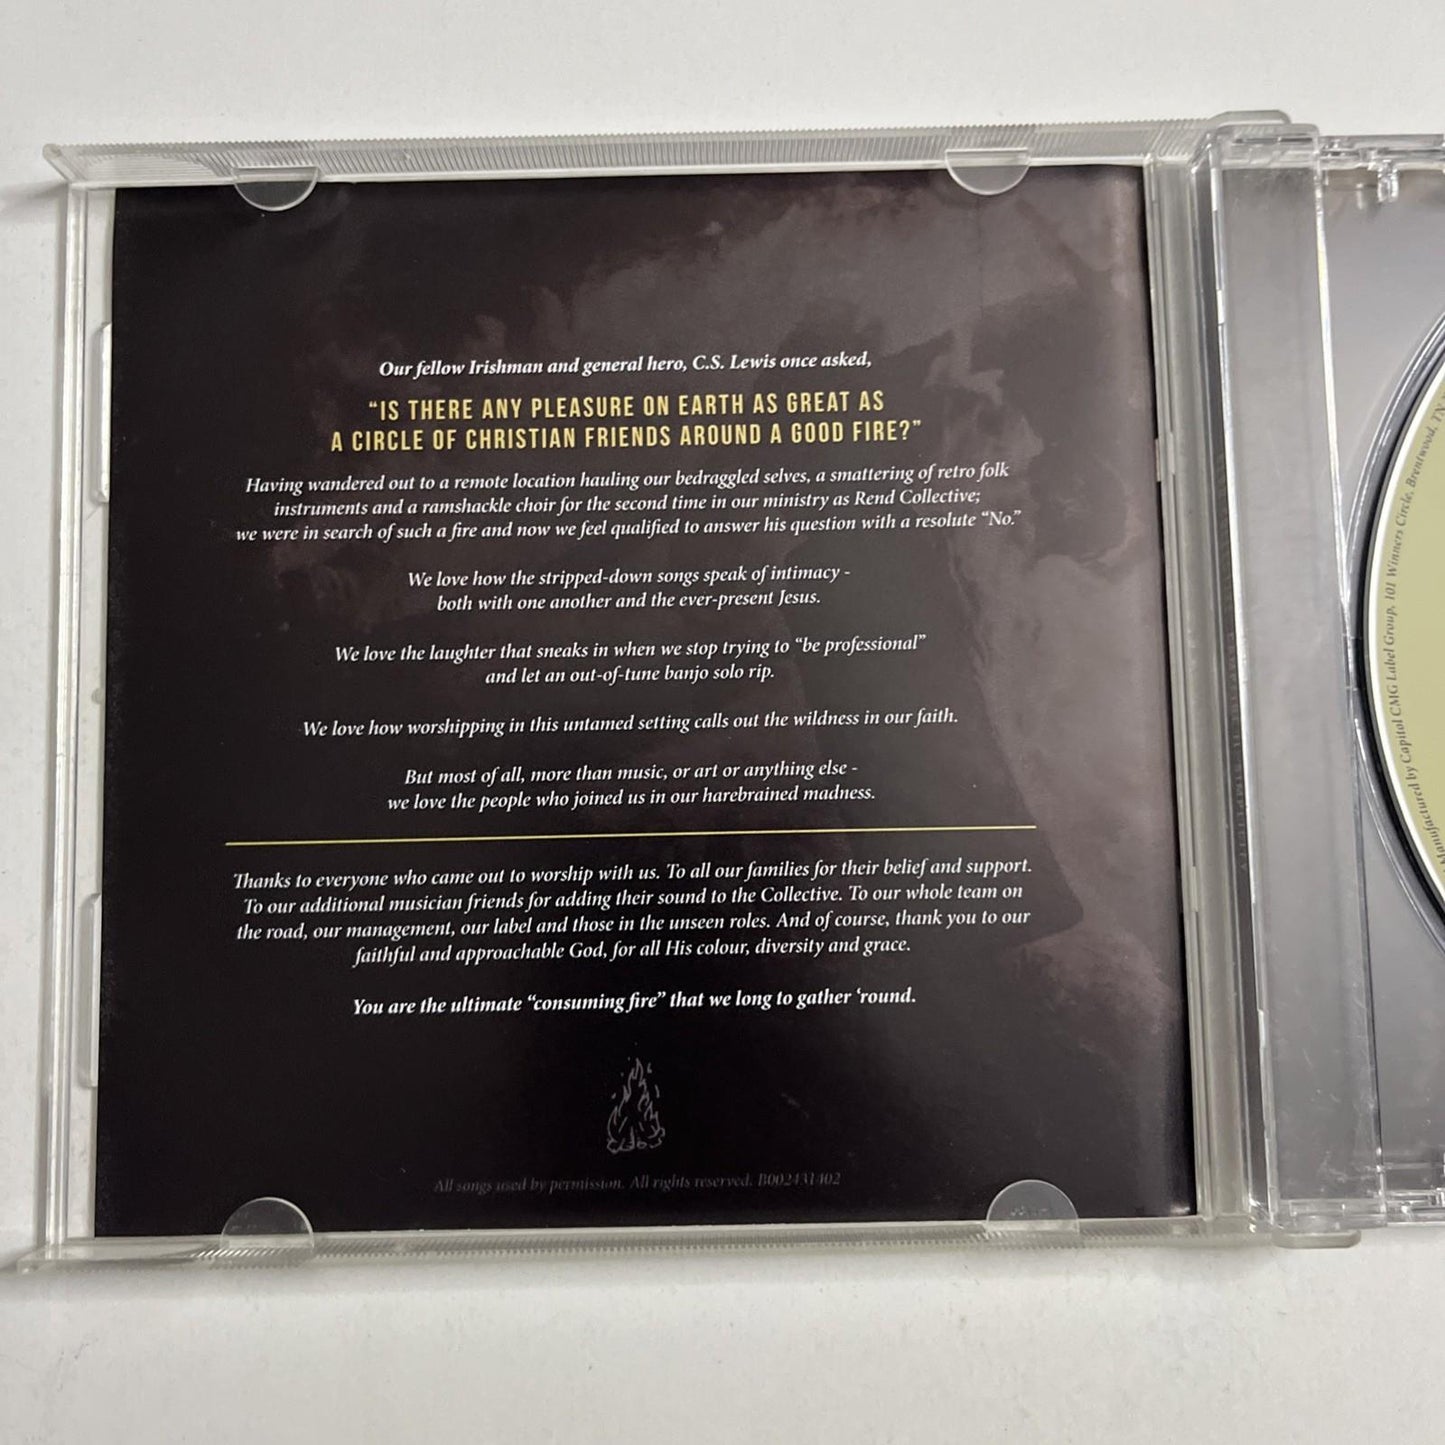 Our fellow Irishman and general hero, C.S. Lewis once asked,
“IS THERE ANY PLEASURE ON EARTH AS GREAT AS
A CIRCLE OF CHRISTIAN FRIENDS AROUND A GOOD FIRE?”
Having wandered out to a remote location hauling our bedraggled selves, a smattering of retro folk
instruments and a ramshackle choir for the second time in our ministry as Rend Collective;
we were in search of such a fire and now we feel qualified to answer his question with a resolute “No.”
We love how the stripped-down songs speak of intimacy -
both with one another and the ever-present Jesus.
We love the laughter that sneaks in when we stop trying to “be professional”
and let an out-of-tune banjo solo rip.
We love how worshipping in this untamed setting calls out the wildness in our faith.
But most of all, more than music, or art or anything else -
we love the people who joined us in our harebrained madness.
Thanks to everyone who came out to worship with us. To all our families for their belief and support.
To our additional musician friends for adding their sound to the Collective. To our whole team on
the road, our management, our label and those in the unseen roles. And of course, thank you to our
faithful and approachable God, for all His colour, diversity and grace.
You are the ultimate “consuming fire” that we long to gather ‘round.
All songs used by permission. All rights reserved. B002431402
Manufactured by Capitol CMG Label Group, 101 Winners Circle, Brentwood, TN